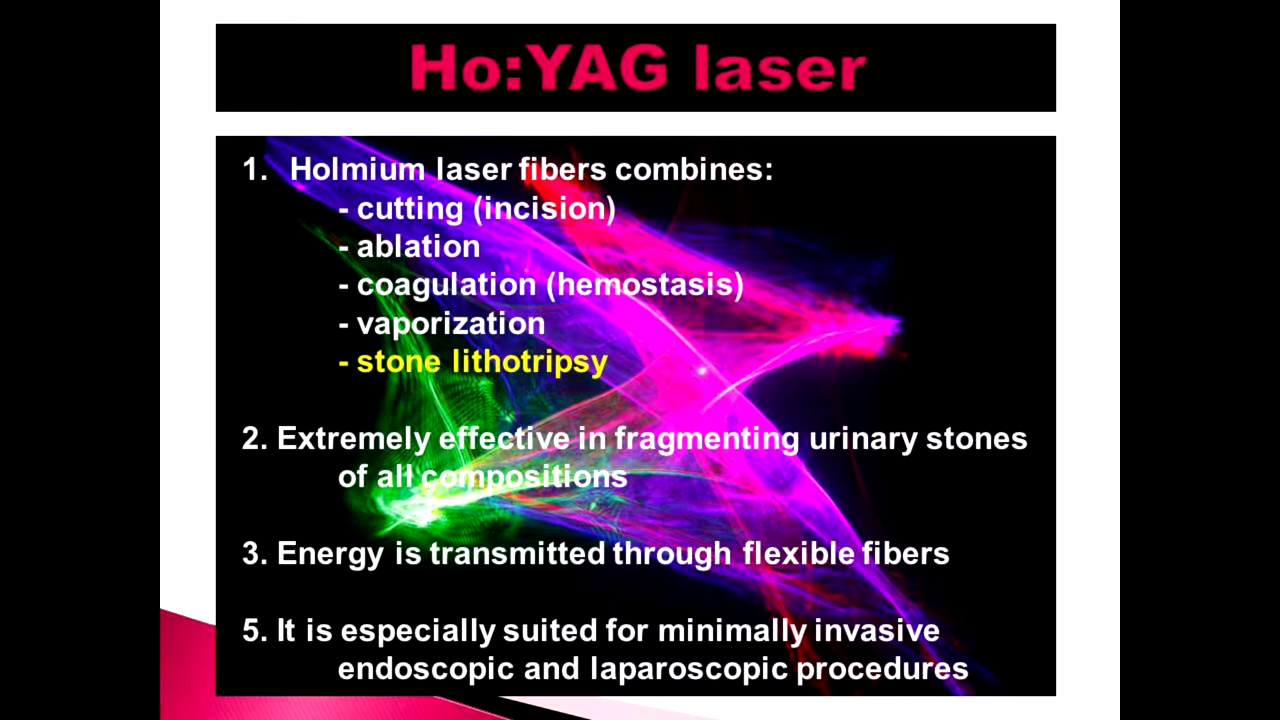 Ho:YAG laser
1. Holmium laser fibers combines:
- cutting (incision)
- ablation
- coagulation (hemostasis)
- vaporization
- stone lithotripsy
2. Extremely effective in fragmenting urinary stones
of all compositions
3. Energy is transmitted through flexible fibers
5. It is especially suited for minimally invasive
endoscopic and laparoscopic procedures